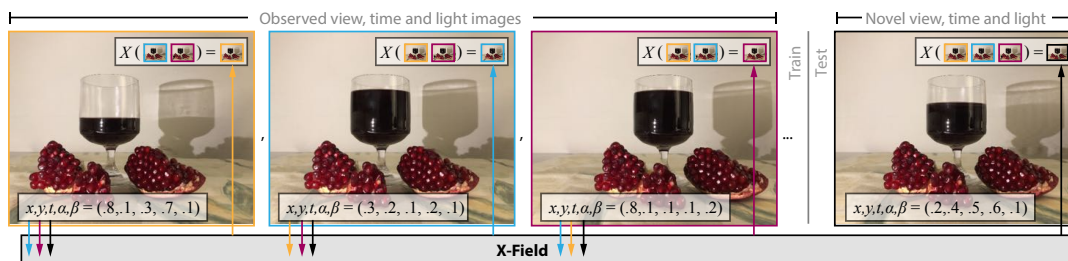 Observed view, time and light images
Novel view, time and light
X ( ) =
X ( ) =
X ( ) =
X ( ) =
Train
Test
, , ...
x,y,t,α,β = (.8,.1, .3, .7, .1)
x,y,t,α,β = (.3, .2, .1, .2, .1)
x,y,t,α,β = (.8,.1, .1, .1, .2)
x,y,t,α,β = (.2,.4, .5, .6, .1)
X-Field